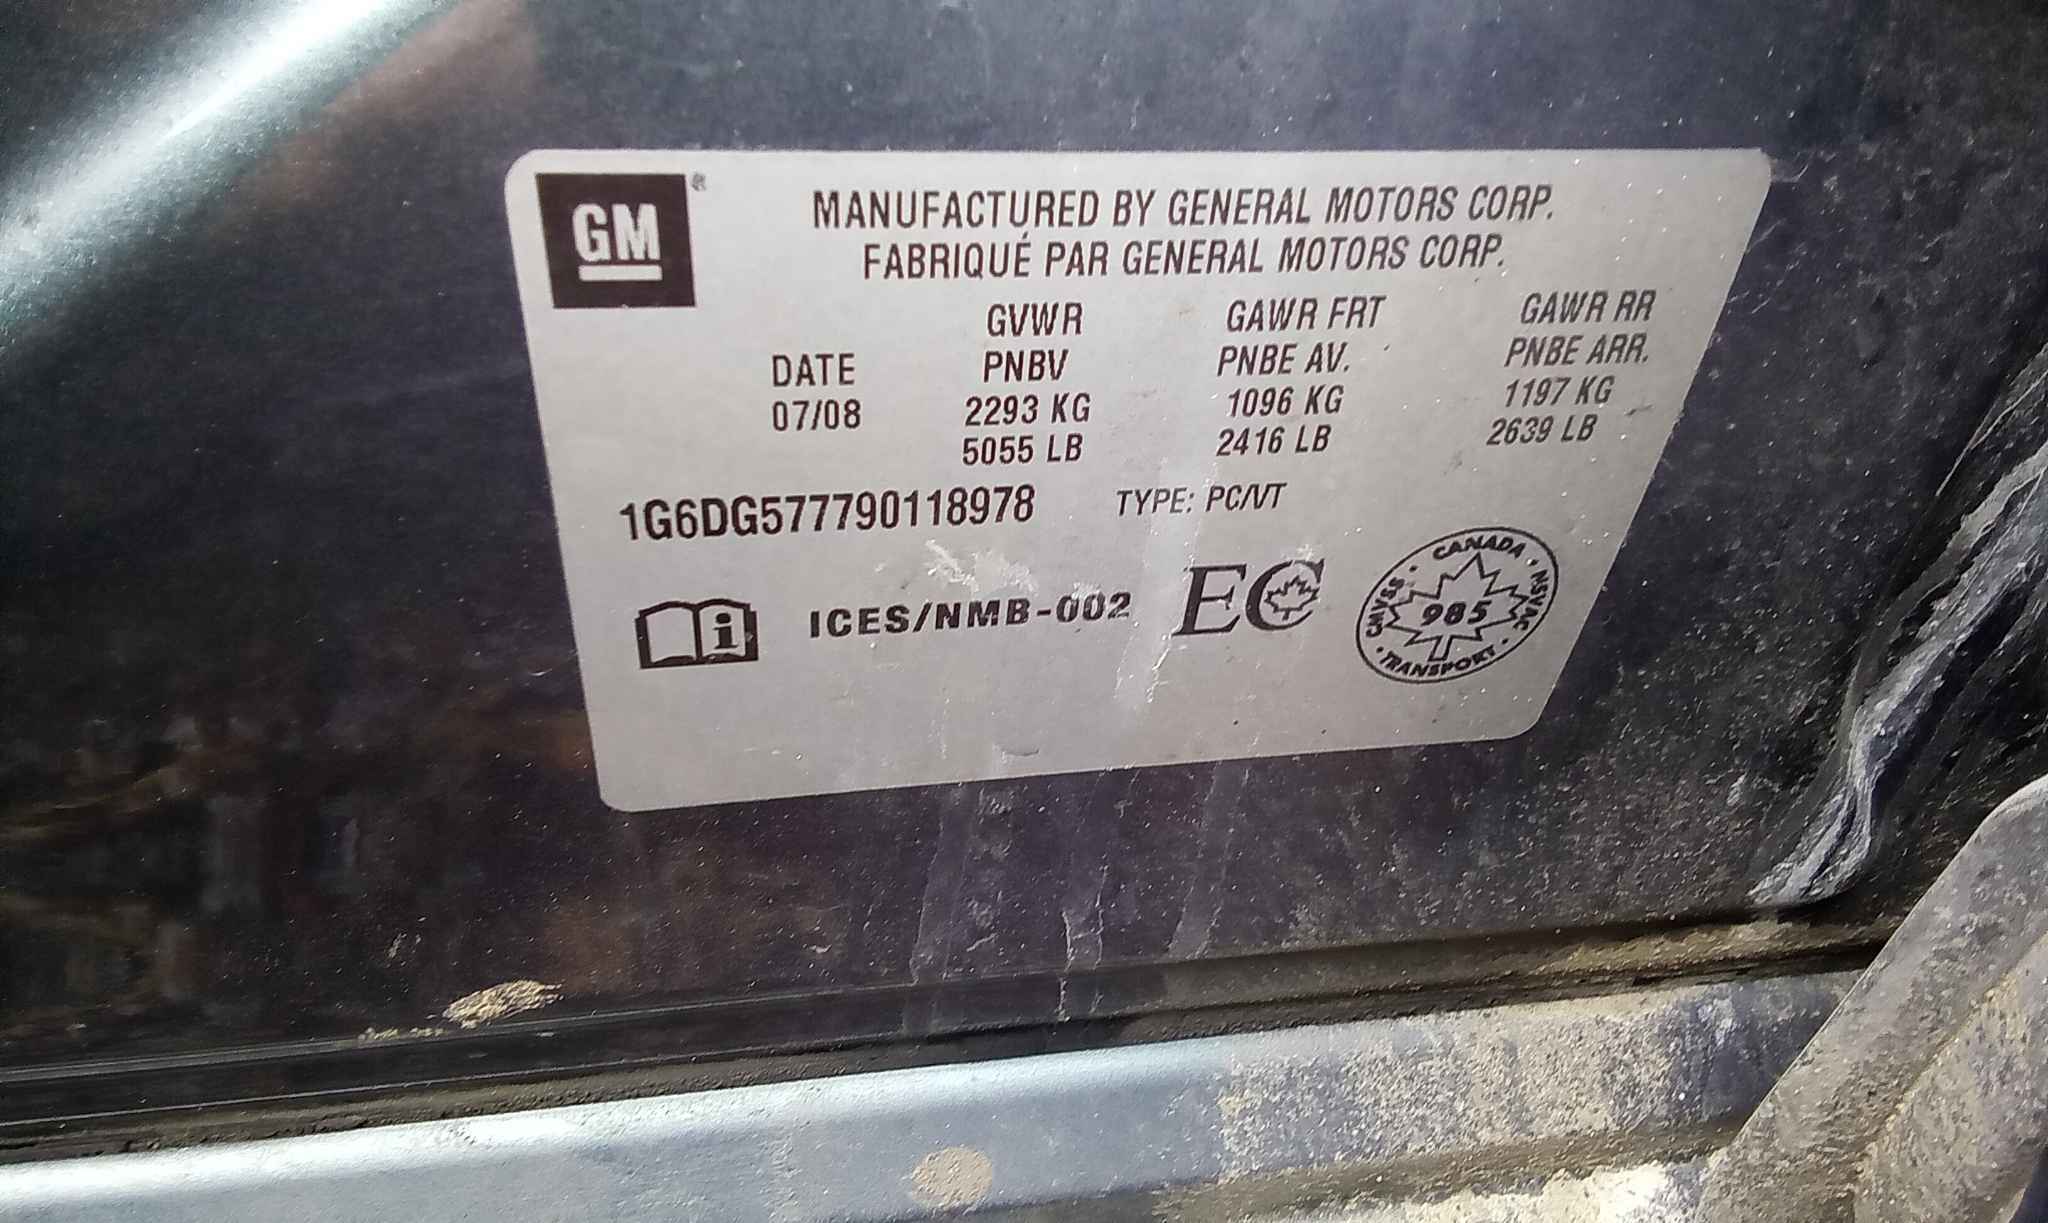 GM ®
MANUFACTURED BY GENERAL MOTORS CORP.
FABRIQUÉ PAR GENERAL MOTORS CORP.
GVWR GAWR FRT GAWR RR
DATE PNBV PNBE AV. PNBE ARR.
07/08 2293 KG 1096 KG 1197 KG
5055 LB 2416 LB 2639 LB
1G6DG577790118978 TYPE: PC/VT
i ICES/NMB-002 EC
CANADA · NSVAC · TRANSPORT · CMVSS ·
985